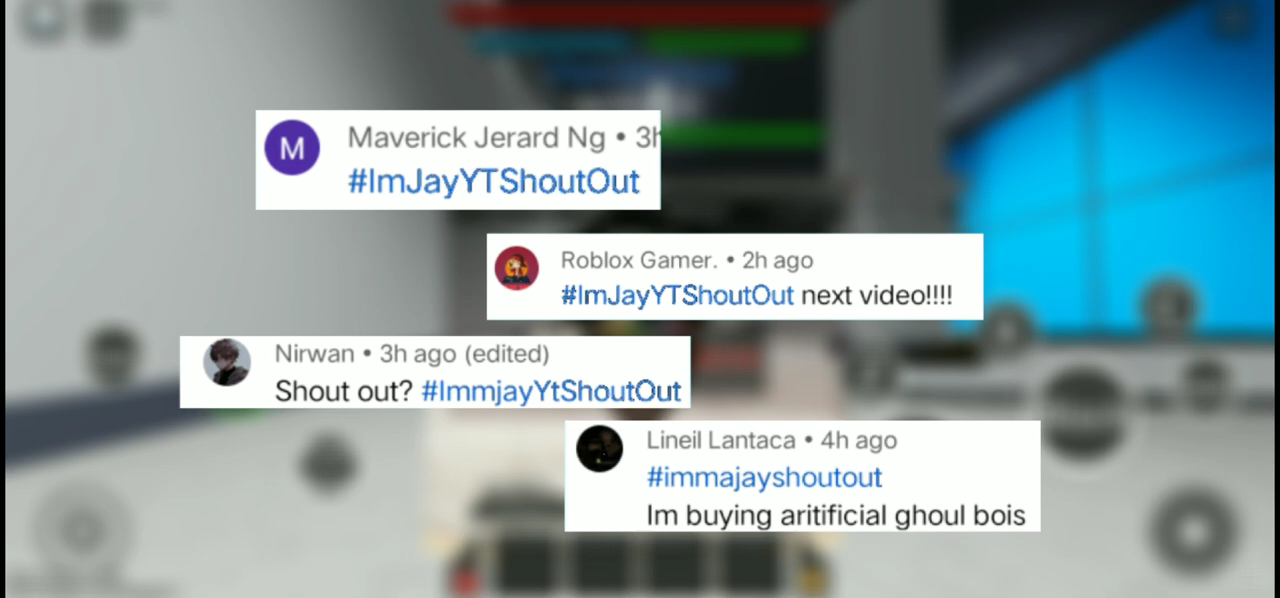 M
Maverick Jerard Ng • 3h
#ImJayYTShoutOut
Roblox Gamer. • 2h ago
#ImJayYTShoutOut next video!!!!
Nirwan • 3h ago (edited)
Shout out? #ImmjayYtShoutOut
Lineil Lantaca • 4h ago
#immajayshoutout
Im buying aritificial ghoul bois